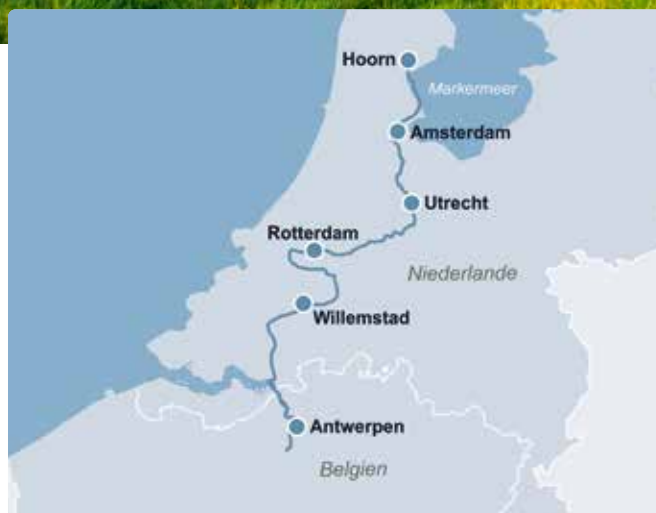 Hoorn
Markermeer
Amsterdam
Utrecht
Rotterdam
Niederlande
Willemstad
Antwerpen
Belgien